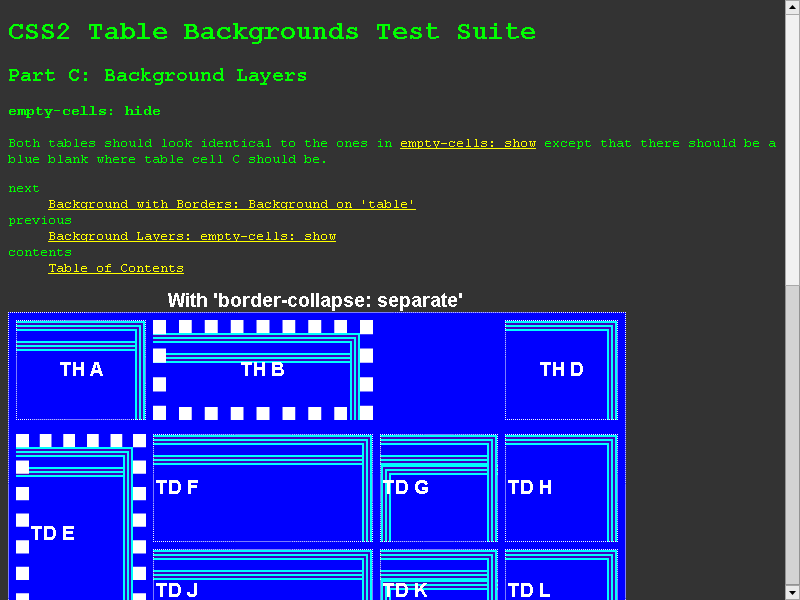 CSS2 Table Backgrounds Test Suite
Part C: Background Layers
empty-cells: hide
Both tables should look identical to the ones in empty-cells: show except that there should be a
blue blank where table cell C should be.
next
Background with Borders: Background on 'table'
previous
Background Layers: empty-cells: show
contents
Table of Contents
With 'border-collapse: separate'
TH A TH B TH D
TD F TD G TD H
TD E
TD J TD K TD L